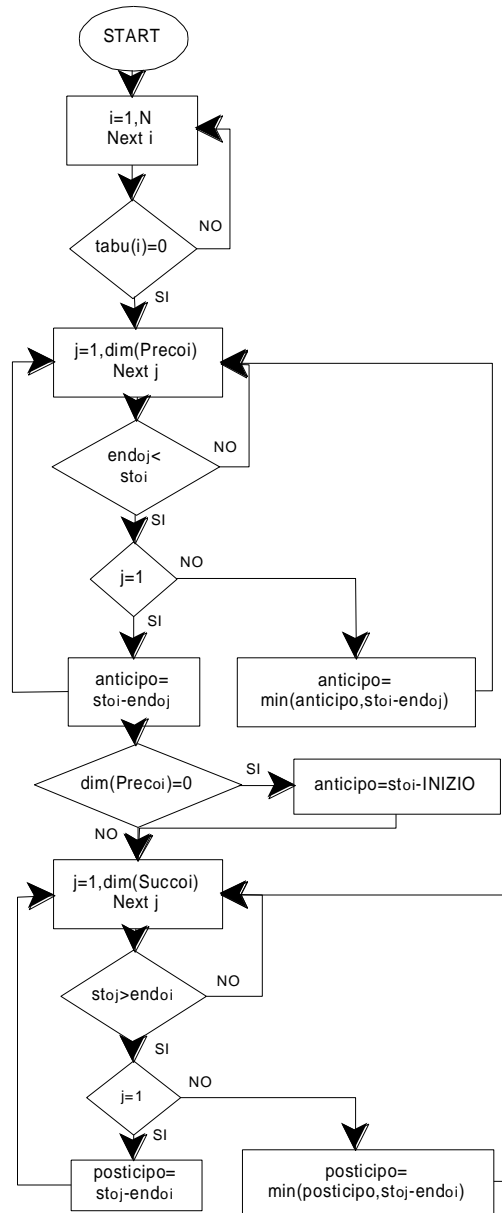 START
i=1,N
Next i
NO
tabu(i)=0
SI
j=1,dim(Precoi)
Next j
NO
endoj<
stoi
SI
NO
j=1
SI
anticipo=
stoi-endoj
anticipo=
min(anticipo,stoi-endoj)
SI
dim(Precoi)=0
anticipo=stoi-INIZIO
NO
j=1,dim(Succoi)
Next j
NO
stoj>endoi
SI
NO
j=1
SI
posticipo=
stoj-endoi
posticipo=
min(posticipo,stoj-endoi)